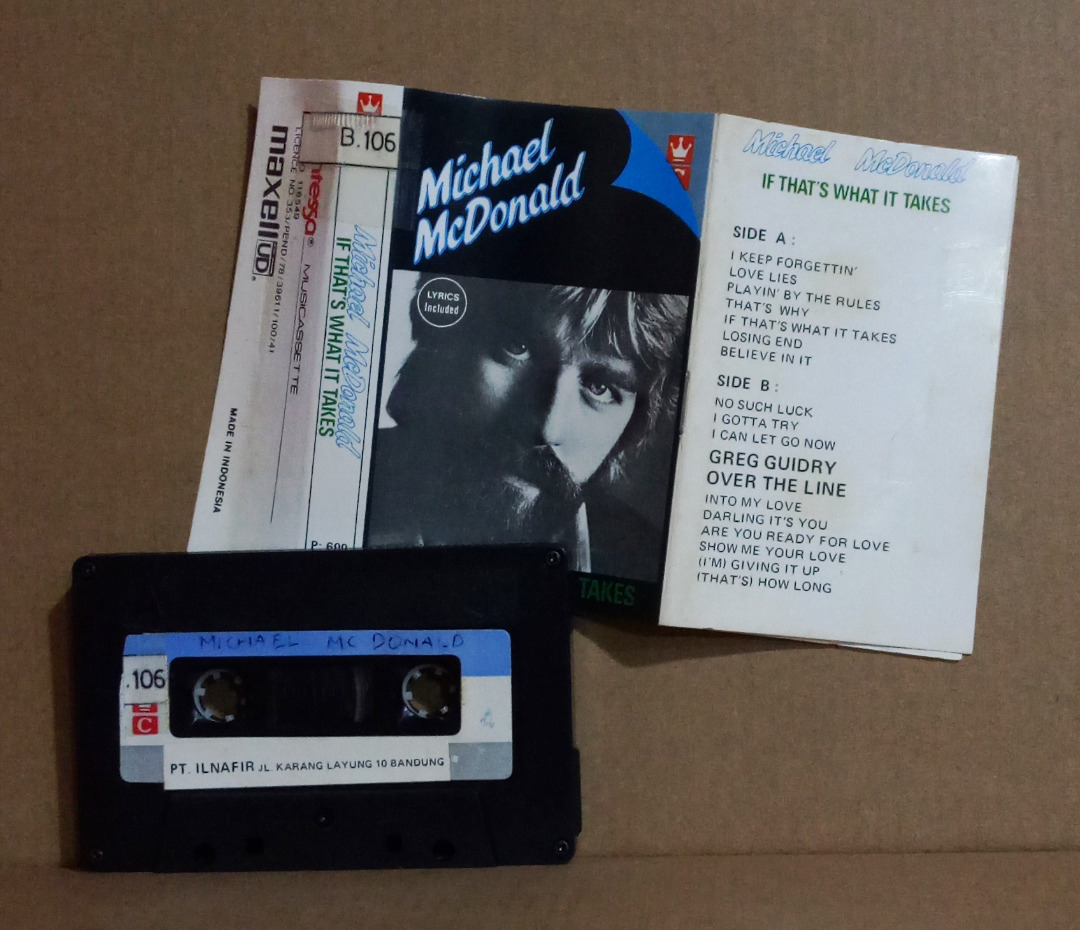 B.106
maxell UD®
LICENCE NO. 353/PEND/78/39611/100/41
MUSICASSETTE
MADE IN INDONESIA
Michael McDonald
IF THAT'S WHAT IT TAKES
Michael
McDonald
LYRICS
Included
TAKES
Michael McDonald
IF THAT'S WHAT IT TAKES
SIDE A:
I KEEP FORGETTIN'
LOVE LIES
PLAYIN' BY THE RULES
THAT'S WHY
IF THAT'S WHAT IT TAKES
LOSING END
BELIEVE IN IT
SIDE B:
NO SUCH LUCK
I GOTTA TRY
I CAN LET GO NOW
GREG GUIDRY
OVER THE LINE
INTO MY LOVE
DARLING IT'S YOU
ARE YOU READY FOR LOVE
SHOW ME YOUR LOVE
(I'M) GIVING IT UP
(THAT'S) HOW LONG
MICHAEL MC DONALD
.106
C
A
PT. ILNAFIR JL. KARANG LAYUNG 10 BANDUNG